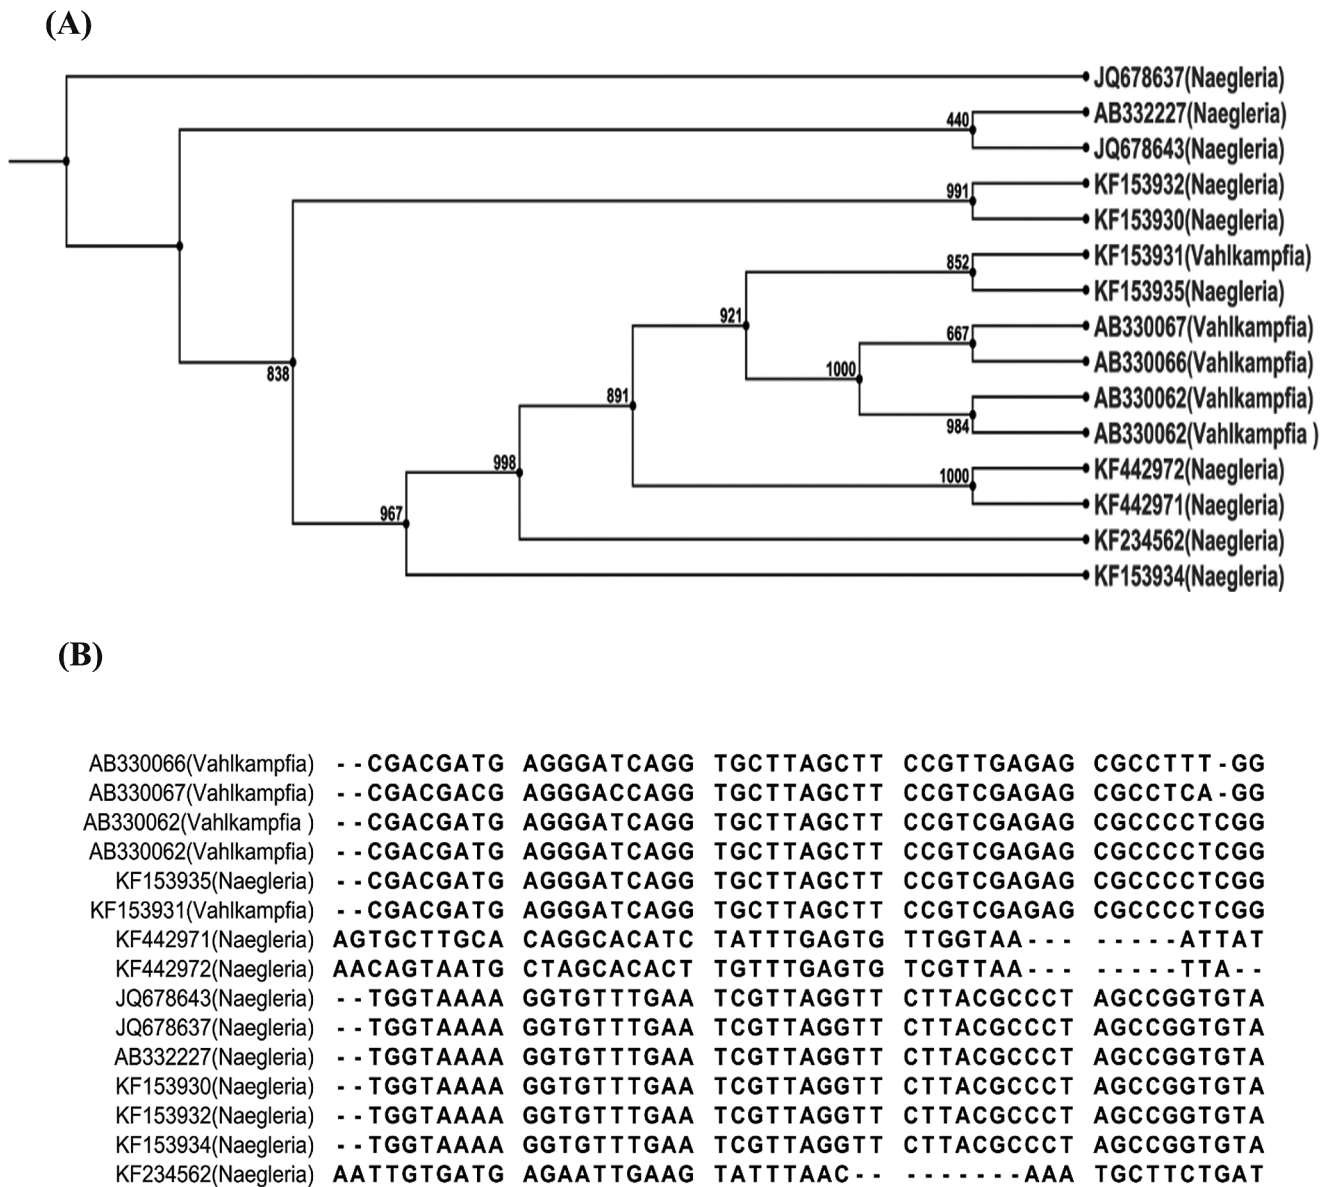 (A)
JQ678637(Naegleria)
440
AB332227(Naegleria)
JQ678643(Naegleria)
991
KF153932(Naegleria)
KF153930(Naegleria)
852
KF153931(Vahlkampfia)
KF153935(Naegleria)
921
667
AB330067(Vahlkampfia)
1000
AB330066(Vahlkampfia)
838
891
AB330062(Vahlkampfia)
984
AB330062(Vahlkampfia )
998
1000
KF442972(Naegleria)
KF442971(Naegleria)
967
KF234562(Naegleria)
KF153934(Naegleria)
(B)
AB330066(Vahlkampfia) --CGACGATG AGGGATCAGG TGCTTAGCTT CCGTTGAGAG CGCCTTT-GG
AB330067(Vahlkampfia) --CGACGACG AGGGACCAGG TGCTTAGCTT CCGTCGAGAG CGCCTCA-GG
AB330062(Vahlkampfia ) --CGACGATG AGGGATCAGG TGCTTAGCTT CCGTCGAGAG CGCCCCTCGG
AB330062(Vahlkampfia) --CGACGATG AGGGATCAGG TGCTTAGCTT CCGTCGAGAG CGCCCCTCGG
KF153935(Naegleria) --CGACGATG AGGGATCAGG TGCTTAGCTT CCGTCGAGAG CGCCCCTCGG
KF153931(Vahlkampfia) --CGACGATG AGGGATCAGG TGCTTAGCTT CCGTCGAGAG CGCCCCTCGG
KF442971(Naegleria) AGTGCTTGCA CAGGCACATC TATTTGAGTG TTGGTAA--- -----ATTAT
KF442972(Naegleria) AACAGTAATG CTAGCACACT TGTTTGAGTG TCGTTAA--- -----TTA--
JQ678643(Naegleria) --TGGTAAAA GGTGTTTGAA TCGTTAGGTT CTTACGCCCT AGCCGGTGTA
JQ678637(Naegleria) --TGGTAAAA GGTGTTTGAA TCGTTAGGTT CTTACGCCCT AGCCGGTGTA
AB332227(Naegleria) --TGGTAAAA GGTGTTTGAA TCGTTAGGTT CTTACGCCCT AGCCGGTGTA
KF153930(Naegleria) --TGGTAAAA GGTGTTTGAA TCGTTAGGTT CTTACGCCCT AGCCGGTGTA
KF153932(Naegleria) --TGGTAAAA GGTGTTTGAA TCGTTAGGTT CTTACGCCCT AGCCGGTGTA
KF153934(Naegleria) --TGGTAAAA GGTGTTTGAA TCGTTAGGTT CTTACGCCCT AGCCGGTGTA
KF234562(Naegleria) AATTGTGATG AGAATTGAAG TATTTAAC-- -------AAA TGCTTCTGAT